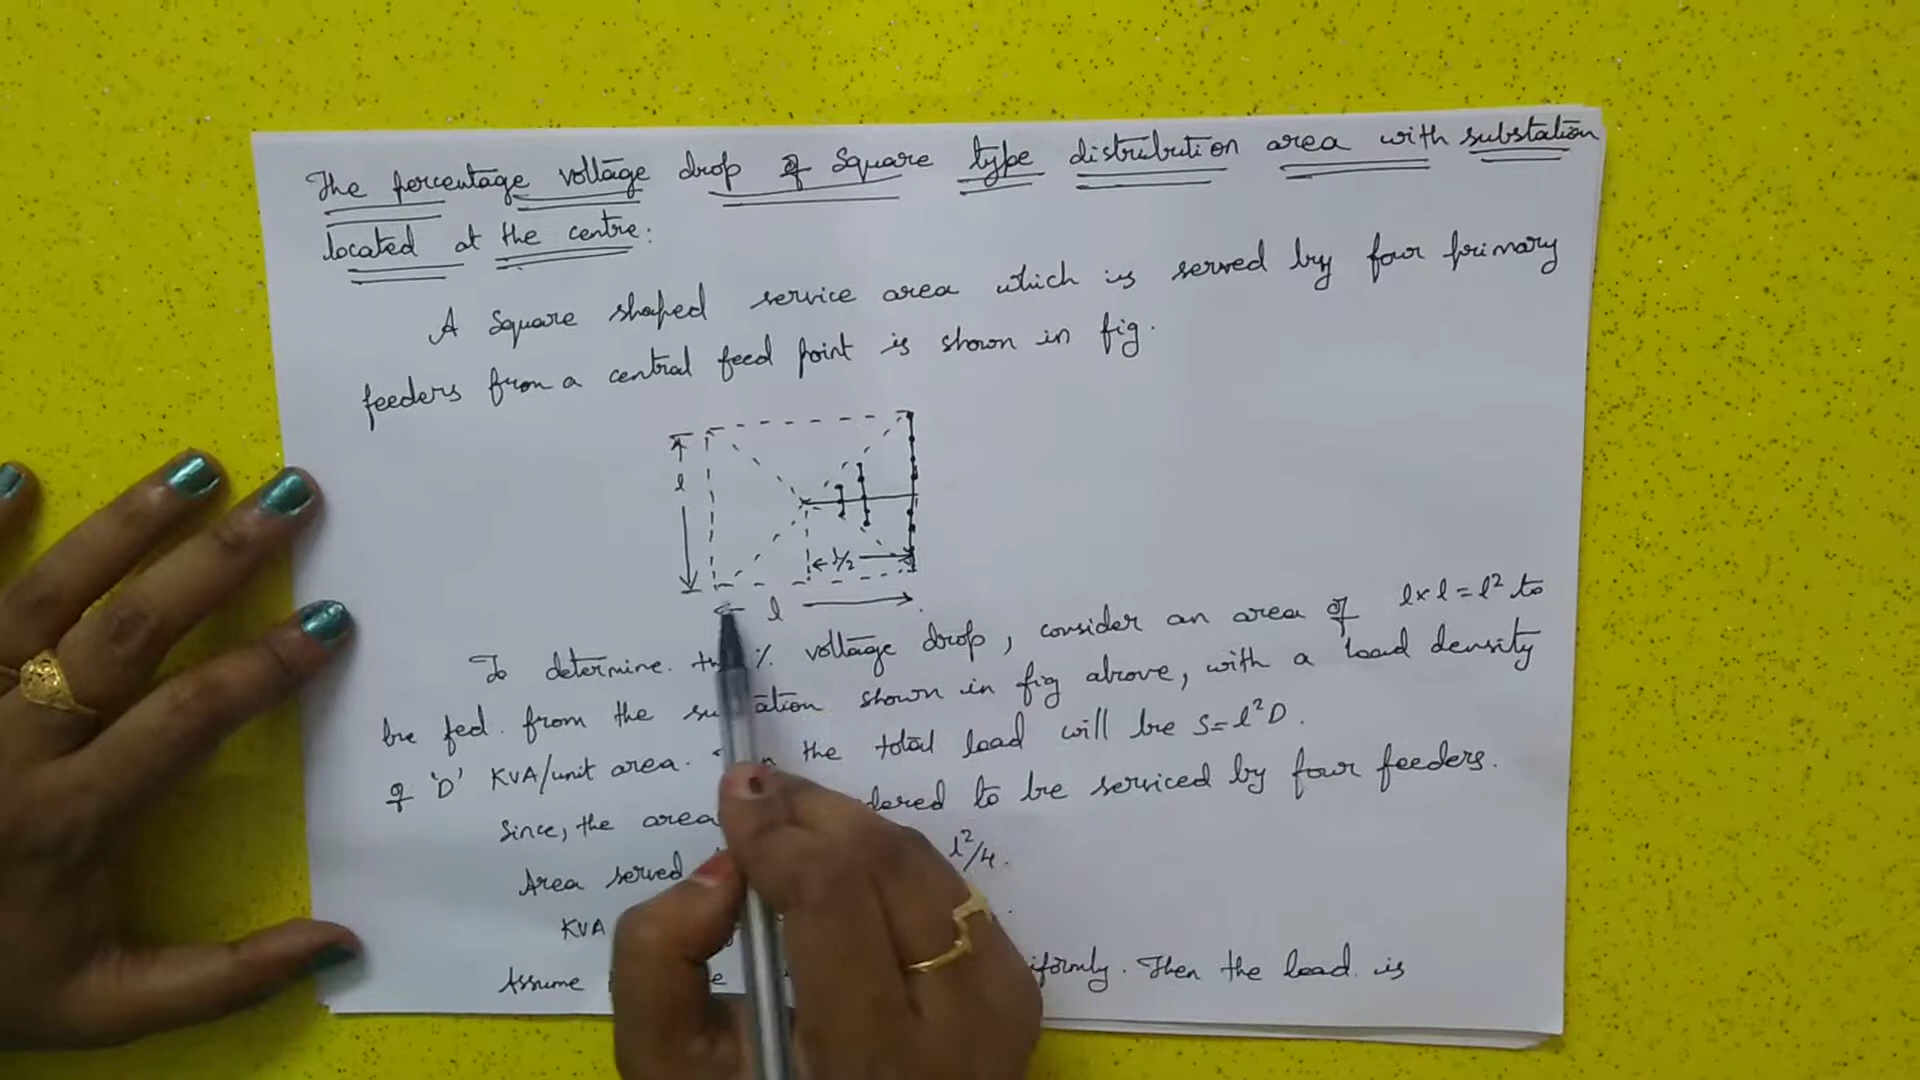 The percentage voltage drop of Square type distribution area with substation
located at the centre:
A Square shaped service area which is served by four primary
feeders from a central feed point is shown in fig.
l
l/2
l
To determine the % voltage drop, consider an area of l×l = l² to
be fed. from the station shown in fig above, with a load density
of 'D' KVA/unit area. the total load will be S = l²D.
Since, the area dered to be serviced by four feeders.
Area served l²/4.
KVA
Assume iformly. Then the load is